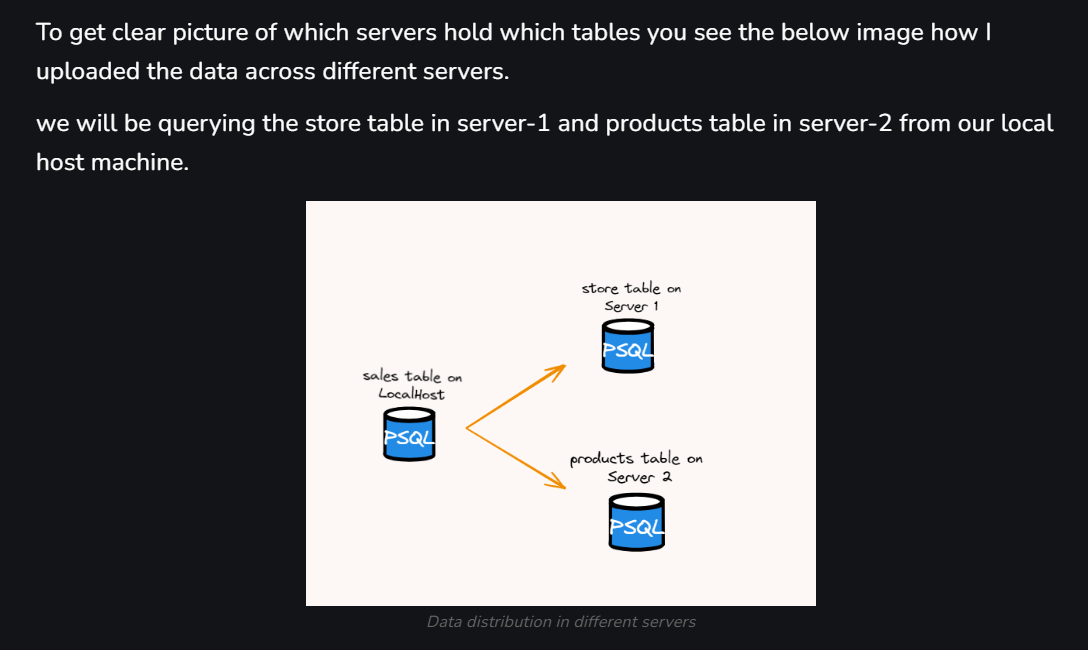 To get clear picture of which servers hold which tables you see the below image how I
uploaded the data across different servers.
we will be querying the store table in server-1 and products table in server-2 from our local
host machine.
store table on
Server 1
PSQL
sales table on
LocalHost
PSQL
products table on
Server 2
PSQL
Data distribution in different servers